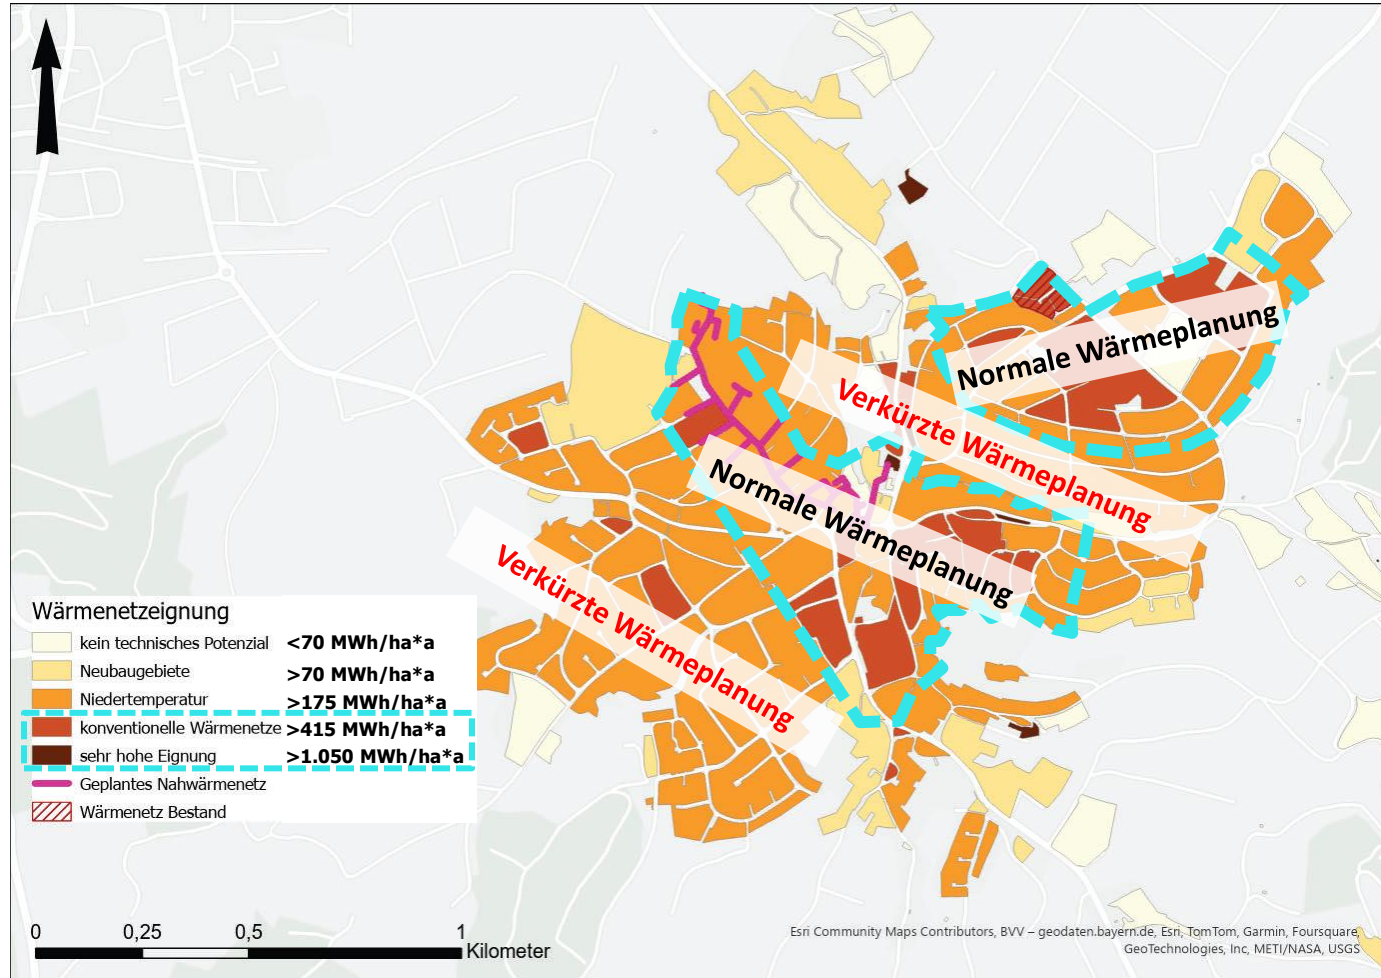 Normale Wärmeplanung
Verkürzte Wärmeplanung
Normale Wärmeplanung
Verkürzte Wärmeplanung
Wärmenetzeignung
kein technisches Potenzial <70 MWh/ha*a
Neubaugebiete >70 MWh/ha*a
Niedertemperatur >175 MWh/ha*a
konventionelle Wärmenetze >415 MWh/ha*a
sehr hohe Eignung >1.050 MWh/ha*a
Geplantes Nahwärmenetz
Wärmenetz Bestand
0 0,25 0,5 1
Kilometer
Esri Community Maps Contributors, BVV – geodaten.bayern.de, Esri, TomTom, Garmin, Foursquare,
GeoTechnologies, Inc, METI/NASA, USGS